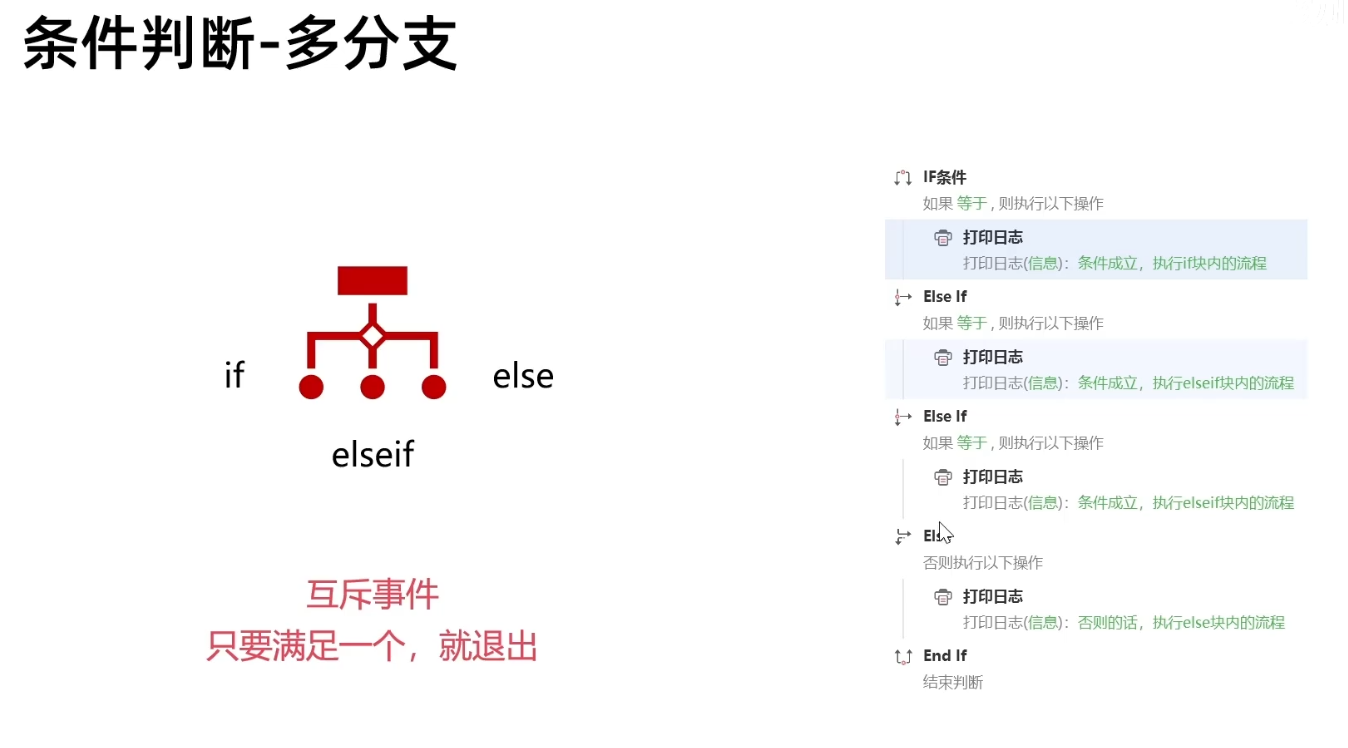 条件判断-多分支
if
else
elseif
互斥事件
只要满足一个，就退出
IF条件
如果 等于 , 则执行以下操作
打印日志
打印日志(信息)：条件成立，执行if块内的流程
Else If
如果 等于 , 则执行以下操作
打印日志
打印日志(信息)：条件成立，执行elseif块内的流程
Else If
如果 等于 , 则执行以下操作
打印日志
打印日志(信息)：条件成立，执行elseif块内的流程
否则执行以下操作
打印日志
打印日志(信息)：否则的话，执行else块内的流程
End If
结束判断